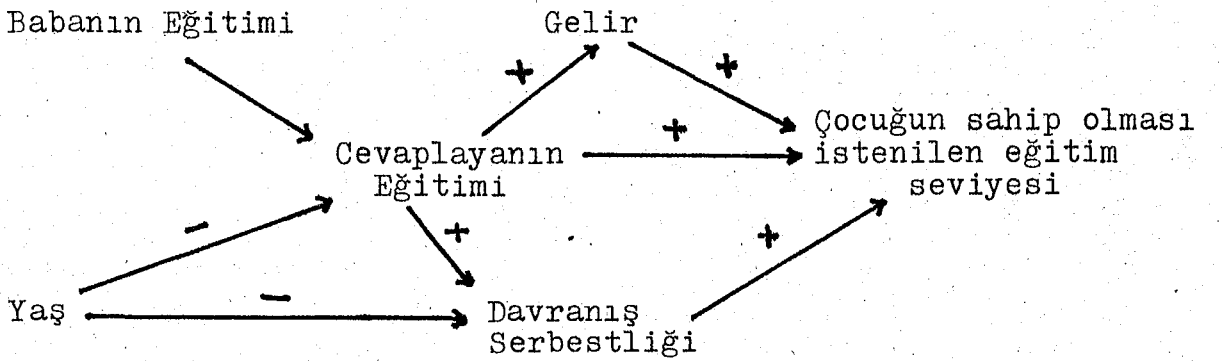 Babanın Eğitimi
Gelir
+
+
+
Çocuğun sahip olması
istenilen eğitim
seviyesi
Cevaplayanın
Eğitimi
-
+
+
-
Yaş
Davranış
Serbestliği